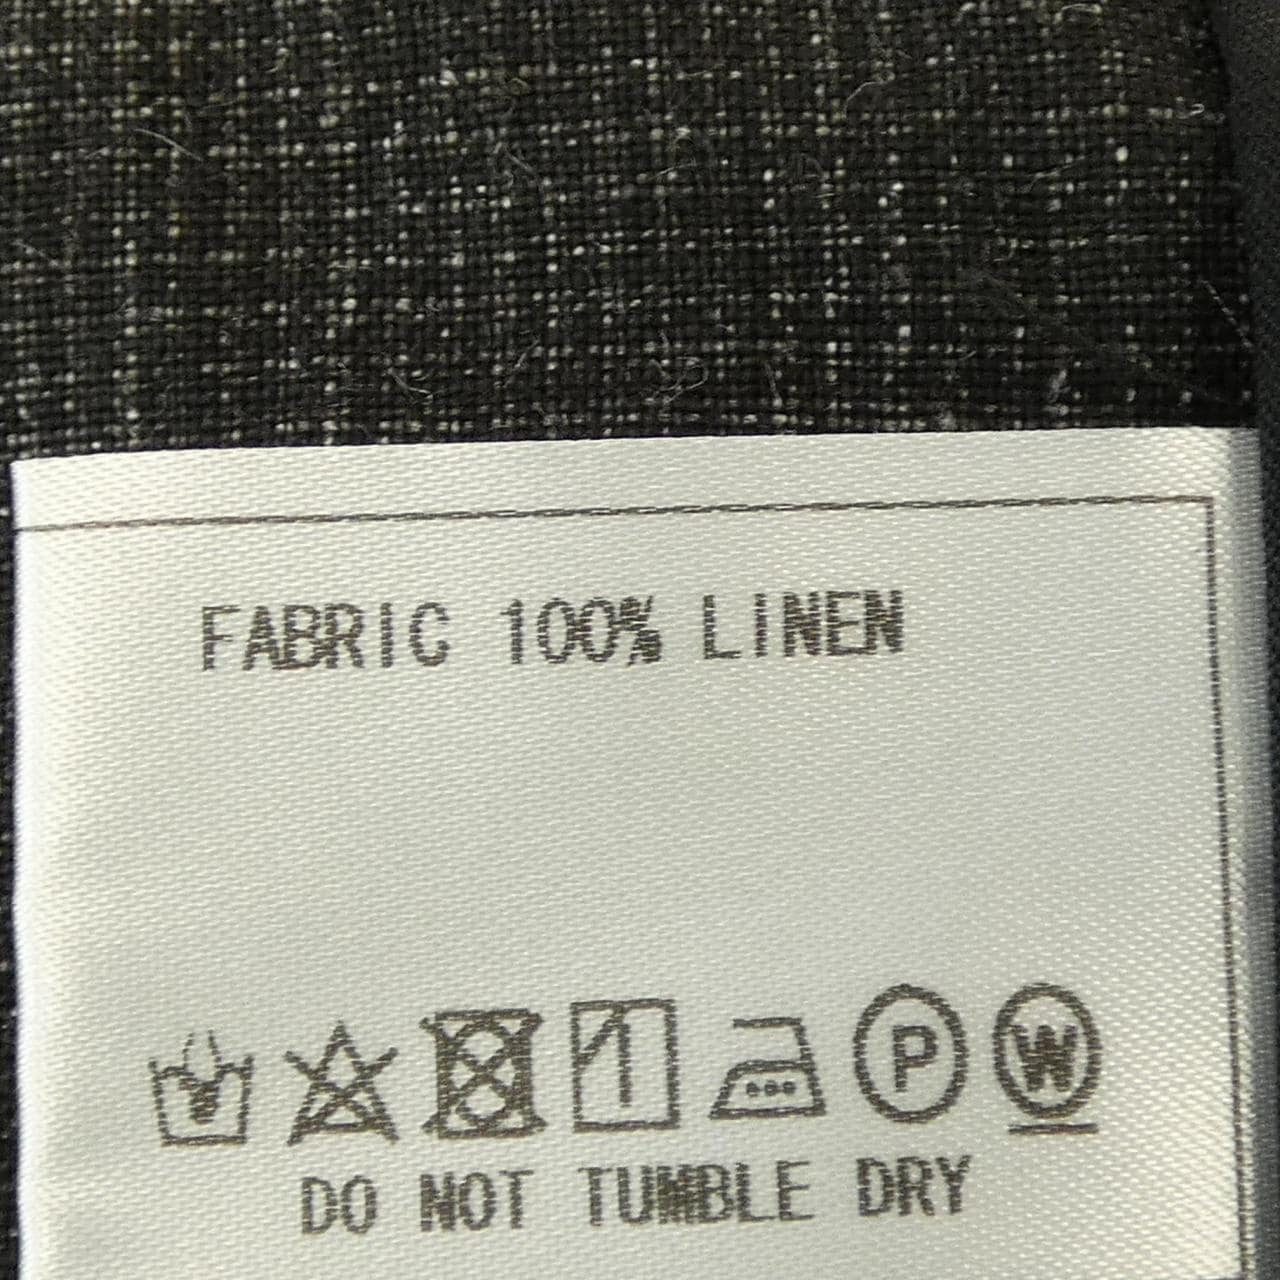 FABRIC 100% LINEN
P W
DO NOT TUMBLE DRY